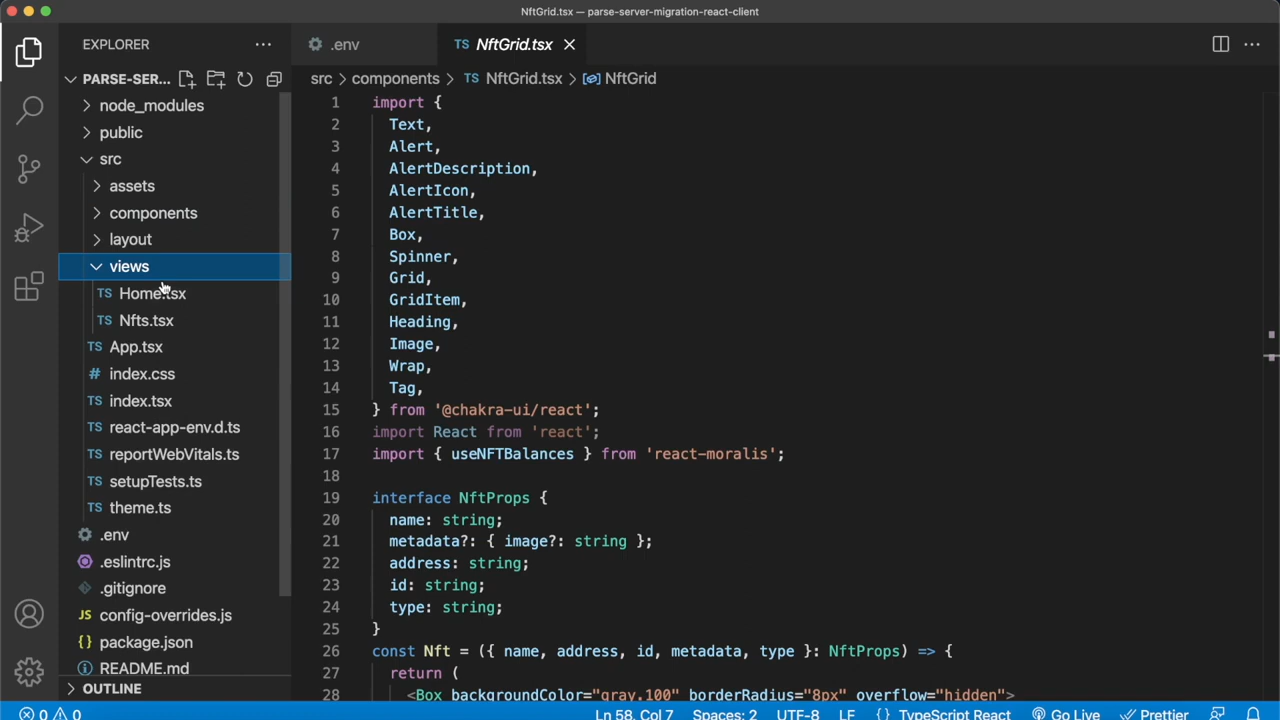 NftGrid.tsx — parse-server-migration-react-client
EXPLORER
PARSE-SER...
node_modules
public
src
assets
components
layout
views
Home.tsx
Nfts.tsx
App.tsx
index.css
index.tsx
react-app-env.d.ts
reportWebVitals.ts
setupTests.ts
theme.ts
.env
.eslintrc.js
.gitignore
config-overrides.js
package.json
README.md
OUTLINE
.env
TS NftGrid.tsx
src > components > TS NftGrid.tsx > NftGrid
1 import {
2 Text,
3 Alert,
4 AlertDescription,
5 AlertIcon,
6 AlertTitle,
7 Box,
8 Spinner,
9 Grid,
10 GridItem,
11 Heading,
12 Image,
13 Wrap,
14 Tag,
15 } from '@chakra-ui/react';
16 import React from 'react';
17 import { useNFTBalances } from 'react-moralis';
18
19 interface NftProps {
20 name: string;
21 metadata?: { image?: string };
22 address: string;
23 id: string;
24 type: string;
25 }
26 const Nft = ({ name, address, id, metadata, type }: NftProps) => {
27 return (
28 <Box backgroundColor="gray.100" borderRadius="8px" overflow="hidden">
0 0 Ln 58, Col 7 Spaces: 2 UTF-8 LF {} TypeScript React Go Live Prettier